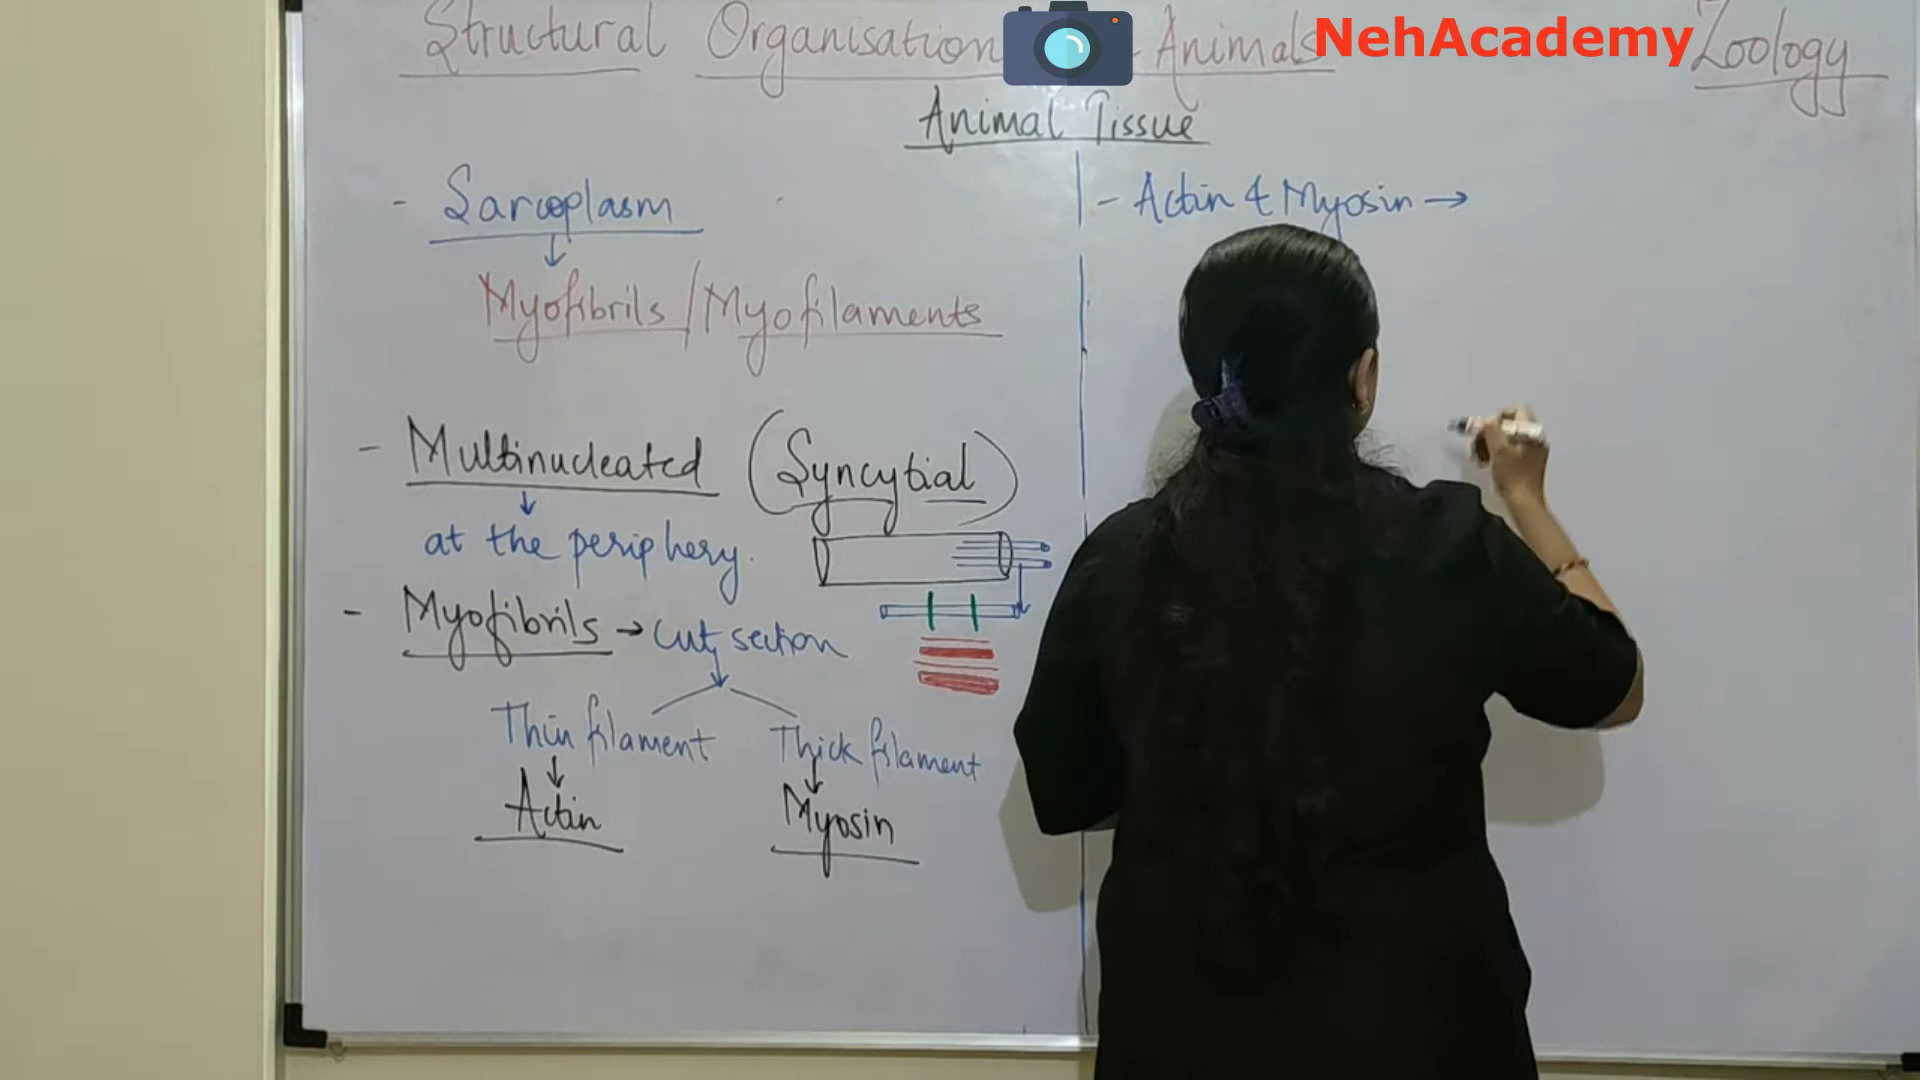 Structural Organisation Animals Zoology
NehAcademy
Animal Tissue
- Sarcoplasm
Myofibrils/Myofilaments
- Multinucleated (Syncytial)
at the periphery.
- Myofibrils → cut section
Thin filament Thick filament
Actin Myosin
- Actin & Myosin →